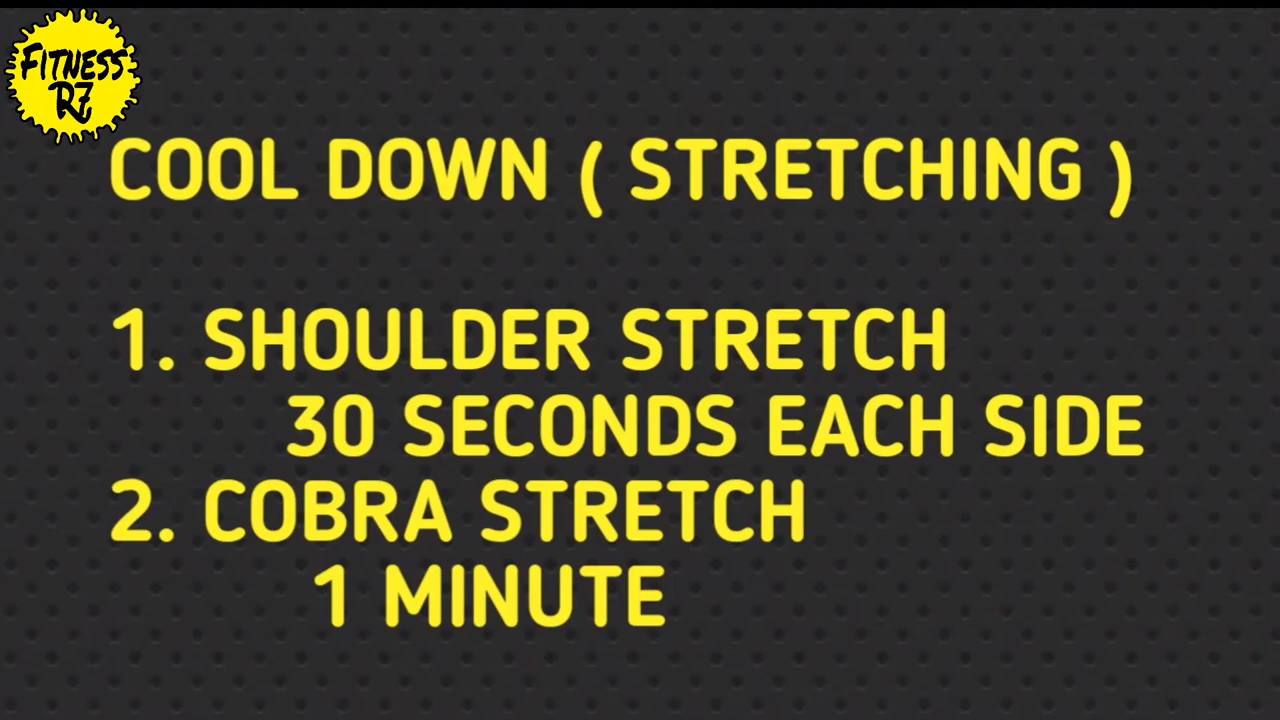 FITNESS
RZ
COOL DOWN ( STRETCHING )
1. SHOULDER STRETCH
30 SECONDS EACH SIDE
2. COBRA STRETCH
1 MINUTE